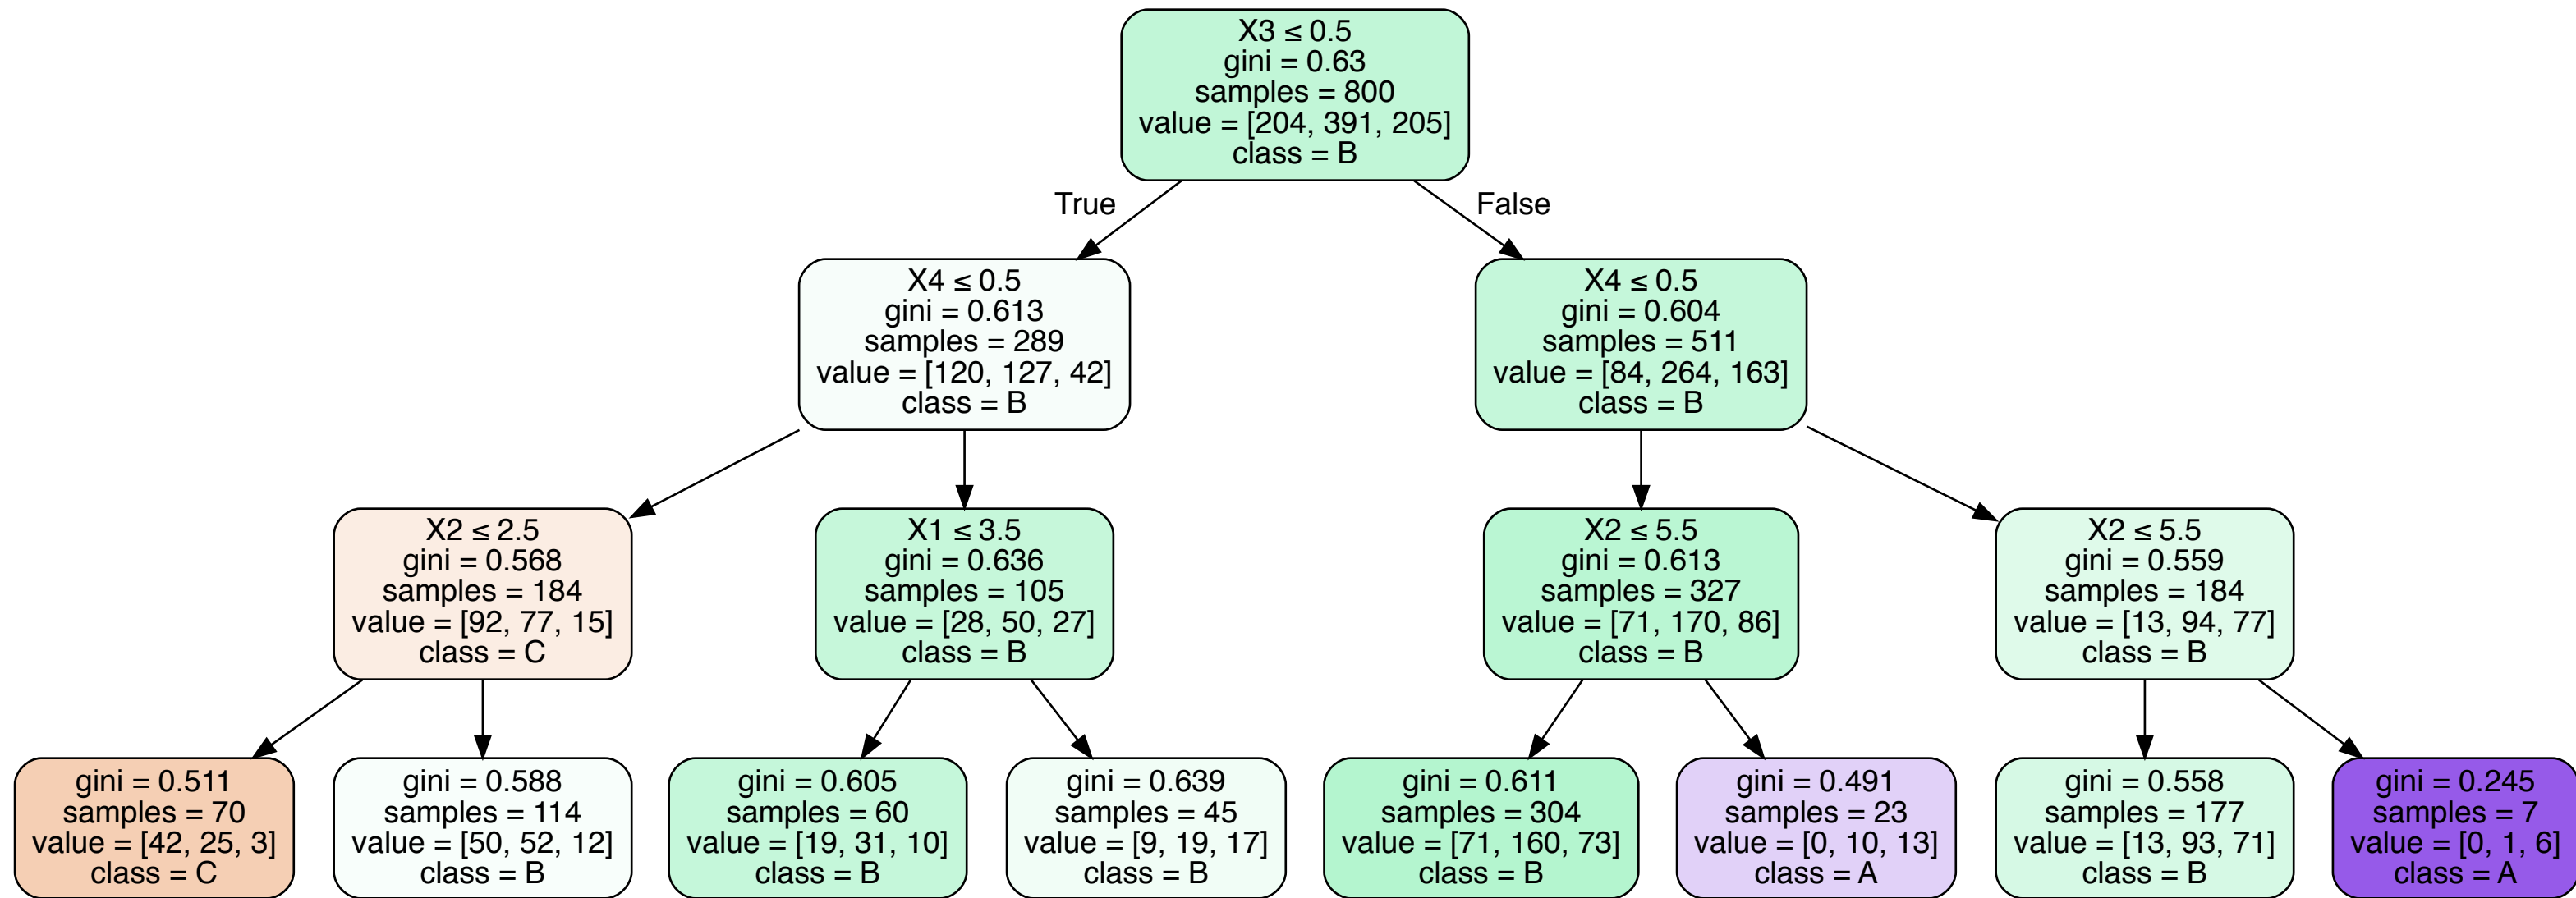 X3 ≤ 0.5
gini = 0.63
samples = 800
value = [204, 391, 205]
class = B
True
False
X4 ≤ 0.5
gini = 0.613
samples = 289
value = [120, 127, 42]
class = B
X4 ≤ 0.5
gini = 0.604
samples = 511
value = [84, 264, 163]
class = B
X2 ≤ 2.5
gini = 0.568
samples = 184
value = [92, 77, 15]
class = C
X1 ≤ 3.5
gini = 0.636
samples = 105
value = [28, 50, 27]
class = B
X2 ≤ 5.5
gini = 0.613
samples = 327
value = [71, 170, 86]
class = B
X2 ≤ 5.5
gini = 0.559
samples = 184
value = [13, 94, 77]
class = B
gini = 0.511
samples = 70
value = [42, 25, 3]
class = C
gini = 0.588
samples = 114
value = [50, 52, 12]
class = B
gini = 0.605
samples = 60
value = [19, 31, 10]
class = B
gini = 0.639
samples = 45
value = [9, 19, 17]
class = B
gini = 0.611
samples = 304
value = [71, 160, 73]
class = B
gini = 0.491
samples = 23
value = [0, 10, 13]
class = A
gini = 0.558
samples = 177
value = [13, 93, 71]
class = B
gini = 0.245
samples = 7
value = [0, 1, 6]
class = A